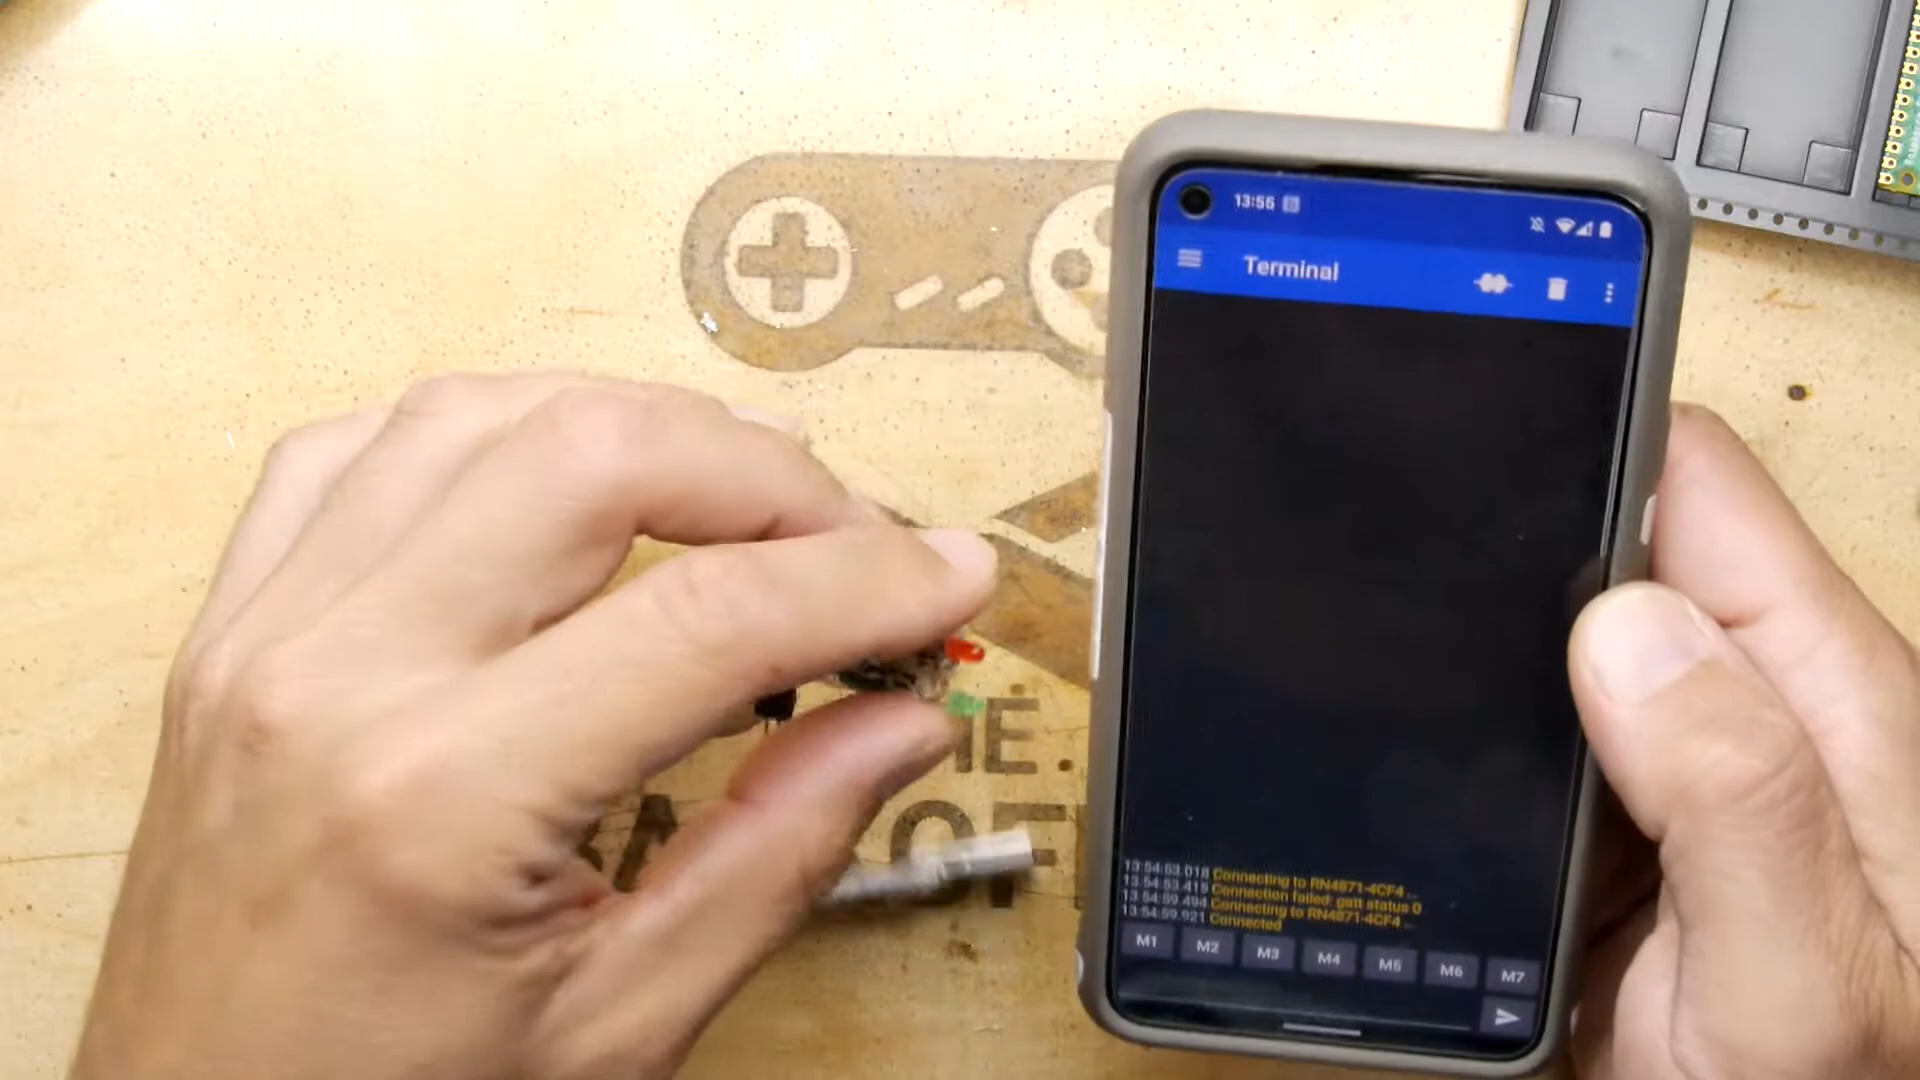 13:55
Terminal
13:54:53.018 Connecting to RN4871-4CF4 ...
13:54:53.415 Connection failed: gatt status 0
13:54:59.494 Connecting to RN4871-4CF4 ...
13:54:59.921 Connected
M1 M2 M3 M4 M5 M6 M7